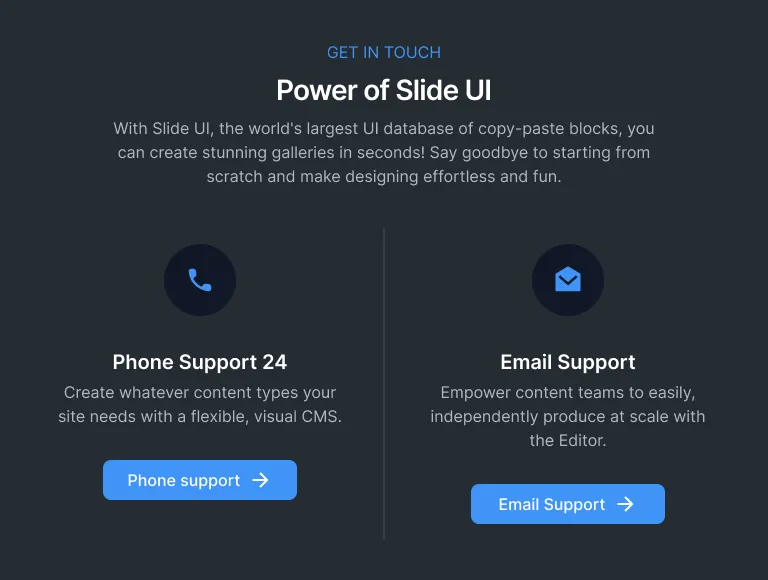 GET IN TOUCH
Power of Slide UI
With Slide UI, the world's largest UI database of copy-paste blocks, you
can create stunning galleries in seconds! Say goodbye to starting from
scratch and make designing effortless and fun.
Phone Support 24
Create whatever content types your
site needs with a flexible, visual CMS.
Phone support
Email Support
Empower content teams to easily,
independently produce at scale with
the Editor.
Email Support